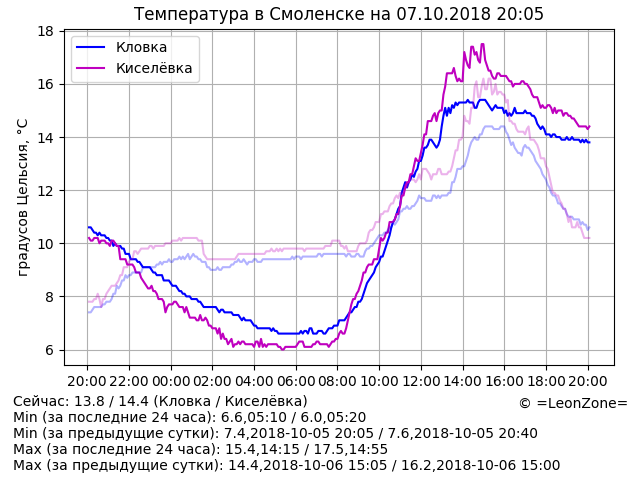 Температура в Смоленске на 07.10.2018 20:05
Кловка
Киселёвка
градусов Цельсия, °C
18
16
14
12
10
8
6
20:00 22:00 00:00 02:00 04:00 06:00 08:00 10:00 12:00 14:00 16:00 18:00 20:00
Сейчас: 13.8 / 14.4 (Кловка / Киселёвка)
© =LeonZone=
Min (за последние 24 часа): 6.6,05:10 / 6.0,05:20
Min (за предыдущие сутки): 7.4,2018-10-05 20:05 / 7.6,2018-10-05 20:40
Max (за последние 24 часа): 15.4,14:15 / 17.5,14:55
Max (за предыдущие сутки): 14.4,2018-10-06 15:05 / 16.2,2018-10-06 15:00